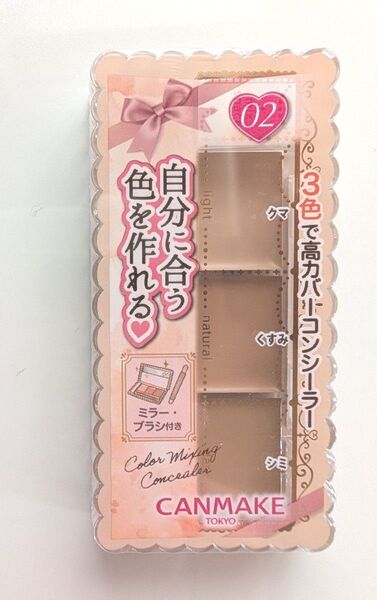 02
自分に合う
色を作れる
3色で高カバーコンシーラー
light
クマ
natural
くすみ
シミ
ミラー・
ブラシ付き
Color Mixing
Concealer
CANMAKE
TOKYO